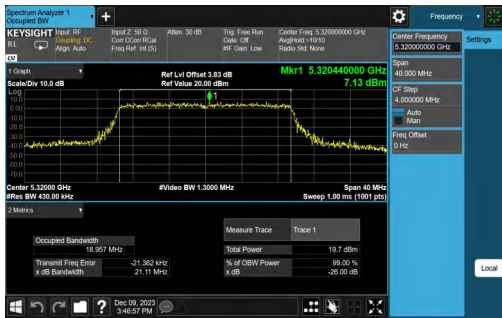 Spectrum Analyzer 1
Occupied BW
+
Frequency
KEYSIGHT
RL
Input: RF
Coupling: DC
Align: Auto
Input Z: 50 Ω
Corr CCorr RCal
Freq Ref: Int (S)
Atten: 30 dB
Trig: Free Run
Gate: Off
#IF Gain: Low
Center Freq: 5.320000000 GHz
Avg|Hold:>10/10
Radio Std: None
Center Frequency
5.320000000 GHz
Settings
Span
40.000 MHz
CF Step
4.000000 MHz
Auto
Man
Freq Offset
0 Hz
Local
LXI
1 Graph
Scale/Div 10.0 dB
Ref Lvl Offset 3.83 dB
Ref Value 20.00 dBm
Mkr1 5.320440000 GHz
7.13 dBm
Log
10.0
0.00
-10.0
-20.0
-30.0
-40.0
-50.0
-60.0
-70.0
1
Center 5.32000 GHz
#Res BW 430.00 kHz
#Video BW 1.3000 MHz
Span 40 MHz
Sweep 1.00 ms (1001 pts)
2 Metrics
Measure Trace
Trace 1
Occupied Bandwidth
18.957 MHz
Total Power
19.7 dBm
Transmit Freq Error
-21.362 kHz
% of OBW Power
99.00 %
x dB Bandwidth
21.11 MHz
x dB
-26.00 dB
?
Dec 09, 2023
3:46:57 PM